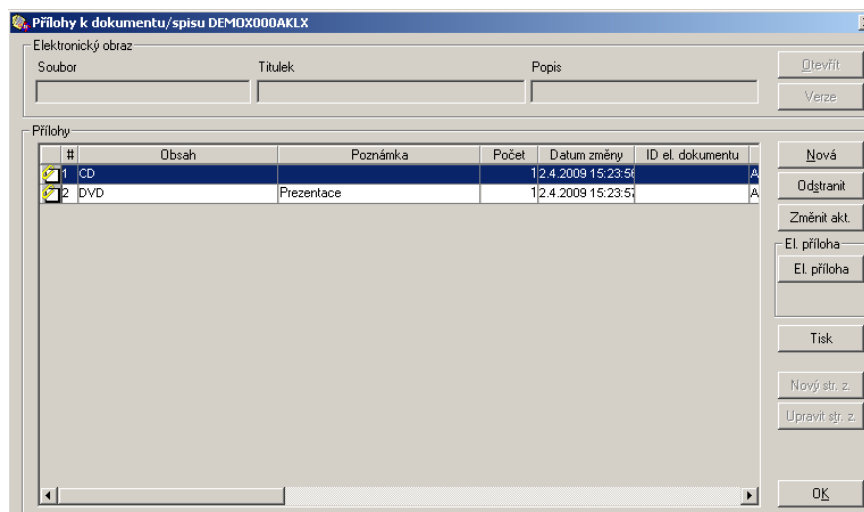 Přílohy k dokumentu/spisu DEMOX000AKLX
Elektronický obraz
Soubor Titulek Popis
Otevřít
Verze
Přílohy
# Obsah Poznámka Počet Datum změny ID el. dokumentu
1 CD 1 2.4.2009 15:23:56 A
2 DVD Prezentace 1 2.4.2009 15:23:57 A
Nová
Odstranit
Změnit akt.
El. příloha
El. příloha
Tisk
Nový str. z.
Upravit str. z.
OK